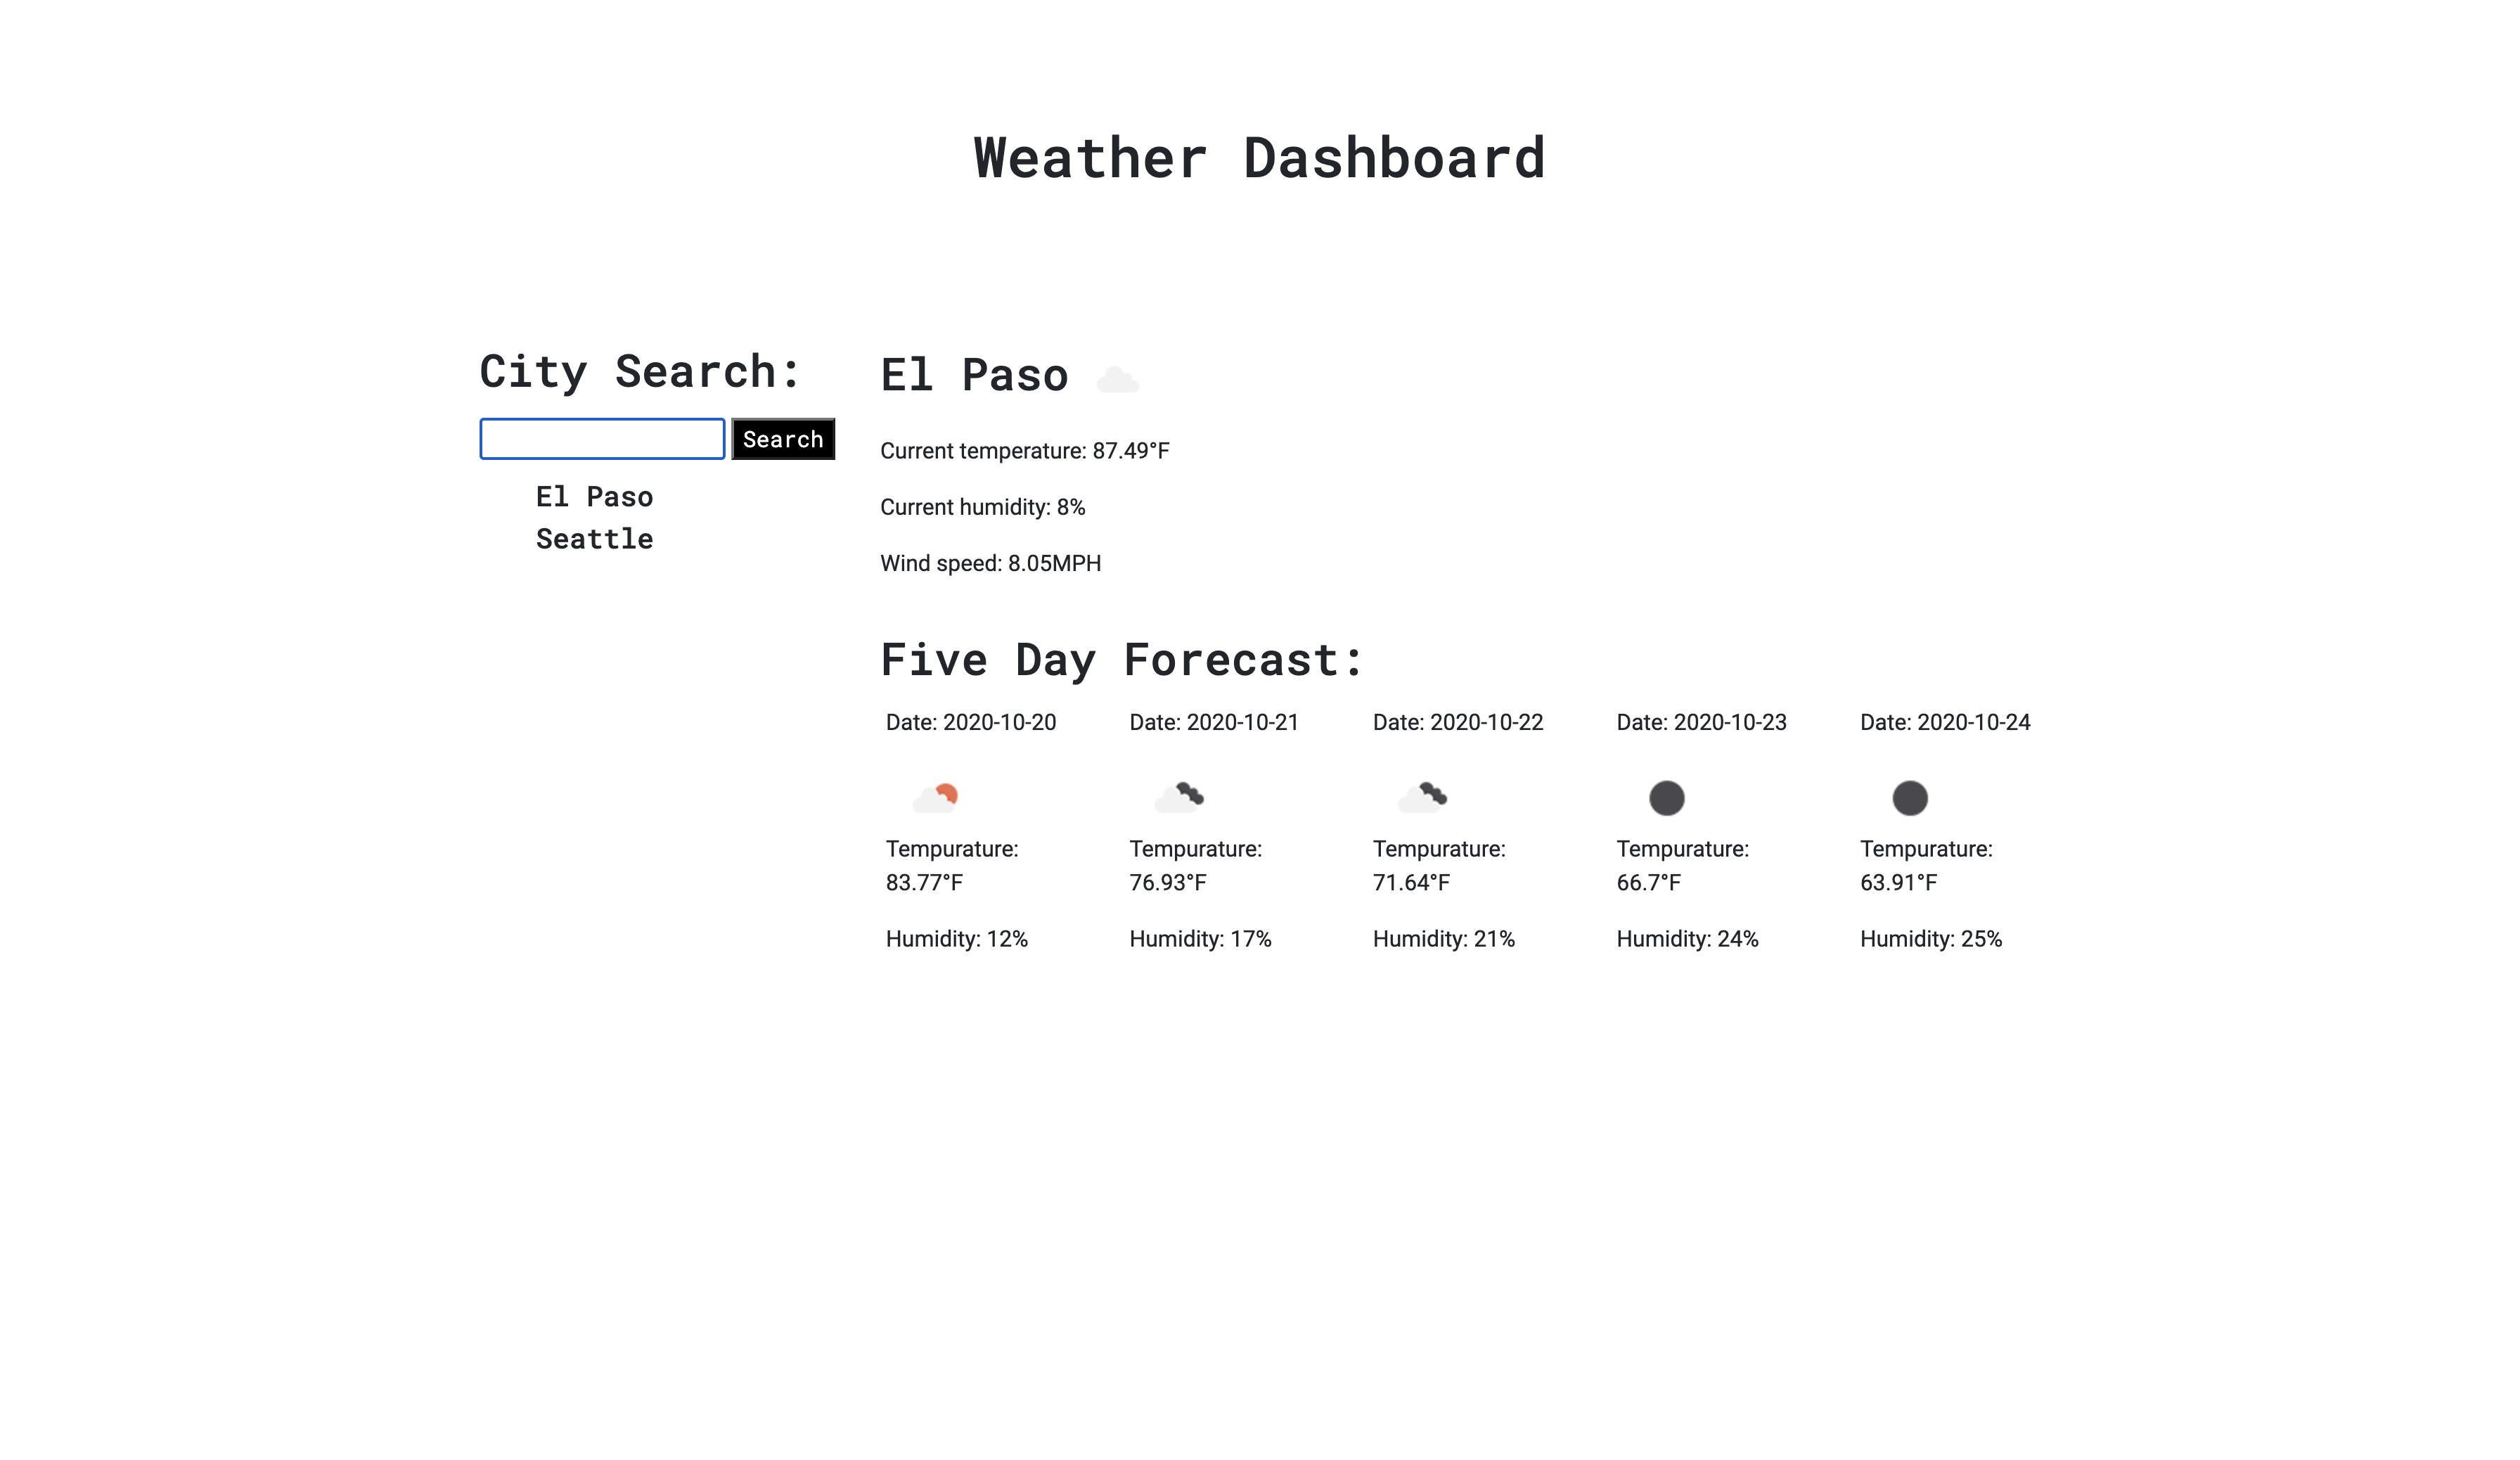 Weather Dashboard
City Search:
Search
El Paso
Seattle
El Paso
Current temperature: 87.49°F
Current humidity: 8%
Wind speed: 8.05MPH
Five Day Forecast:
Date: 2020-10-20
Tempurature:
83.77°F
Humidity: 12%
Date: 2020-10-21
Tempurature:
76.93°F
Humidity: 17%
Date: 2020-10-22
Tempurature:
71.64°F
Humidity: 21%
Date: 2020-10-23
Tempurature:
66.7°F
Humidity: 24%
Date: 2020-10-24
Tempurature:
63.91°F
Humidity: 25%